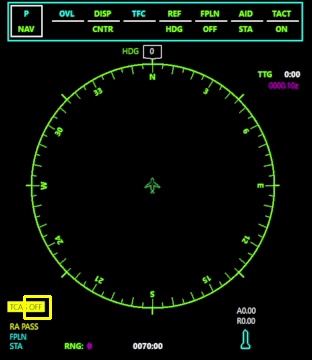 P OVL DISP TFC REF FPLN AID TACT
NAV CNTR HDG OFF STA ON
HDG 0
TTG 0:00
N
33 3
30 6
W E
24 12
21 15
S
TCA OFF
RA PASS
FPLN
STA
RNG: 0 0070:00
A0.00
R0.00